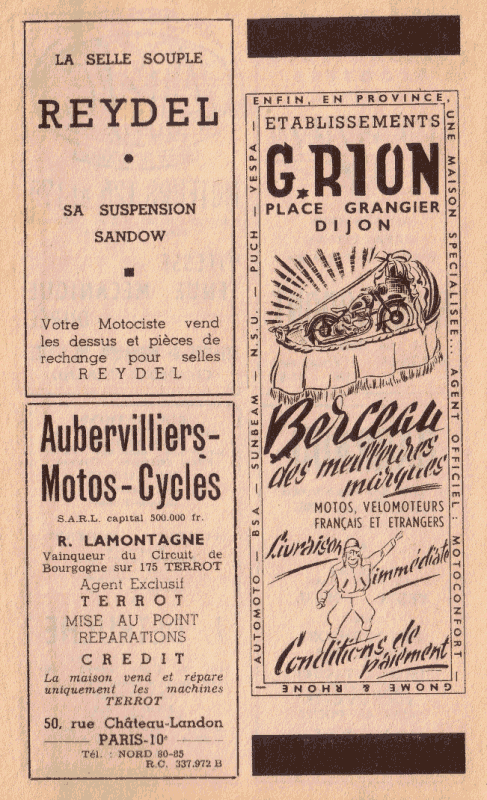 LA SELLE SOUPLE
REYDEL
SA SUSPENSION
SANDOW
Votre Motociste vend
les dessus et pièces de
rechange pour selles
REYDEL
Aubervilliers-
Motos-Cycles
S.A.R.L. capital 500.000 fr.
R. LAMONTAGNE
Vainqueur du Circuit de
Bourgogne sur 175 TERROT
Agent Exclusif
TERROT
MISE AU POINT
REPARATIONS
CREDIT
La maison vend et répare
uniquement les machines
TERROT
50, rue Château-Landon
PARIS-10e
Tél. : NORD 80-85
R.C. 337.972 B
ENFIN, EN PROVINCE,
UNE MAISON SPECIALISEE... AGENT OFFICIEL : MOTOCONFORT
GNOME & RHONE
AUTOMOTO — BSA — SUNBEAM — N.S.U. — PUCH — VESPA —
ETABLISSEMENTS
G. RION
PLACE GRANGIER
DIJON
Berceau
des meilleures
marques
MOTOS, VELOMOTEURS
FRANÇAIS ET ETRANGERS
Livraison
immédiate
Conditions de
paiement